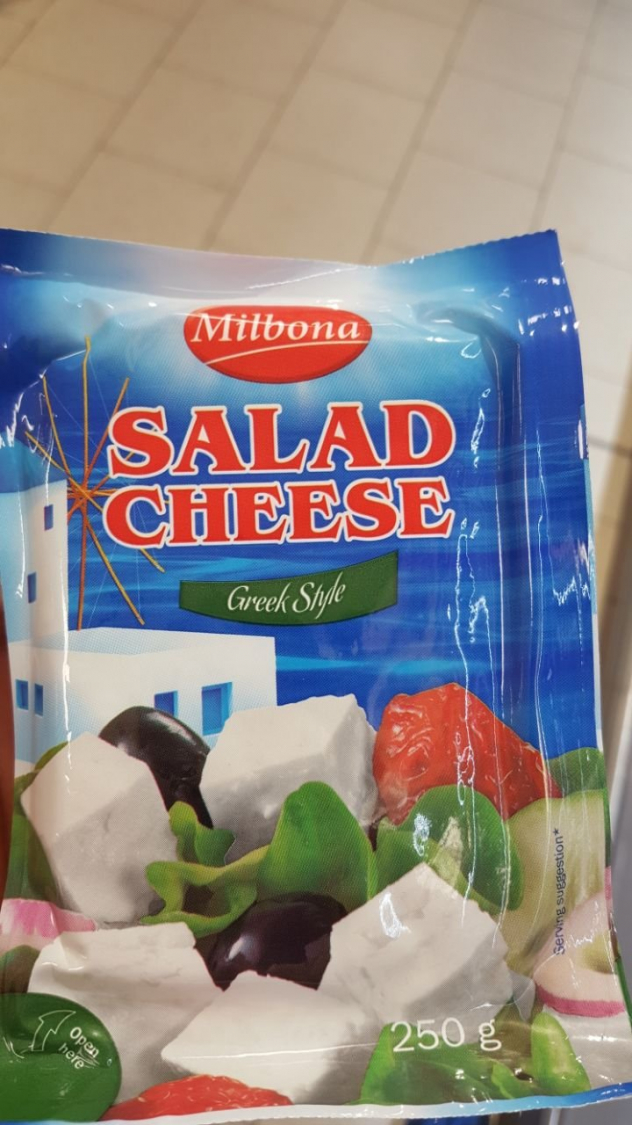 Milbona
SALAD
CHEESE
Greek Style
Serving suggestion*
250 g
Open
here